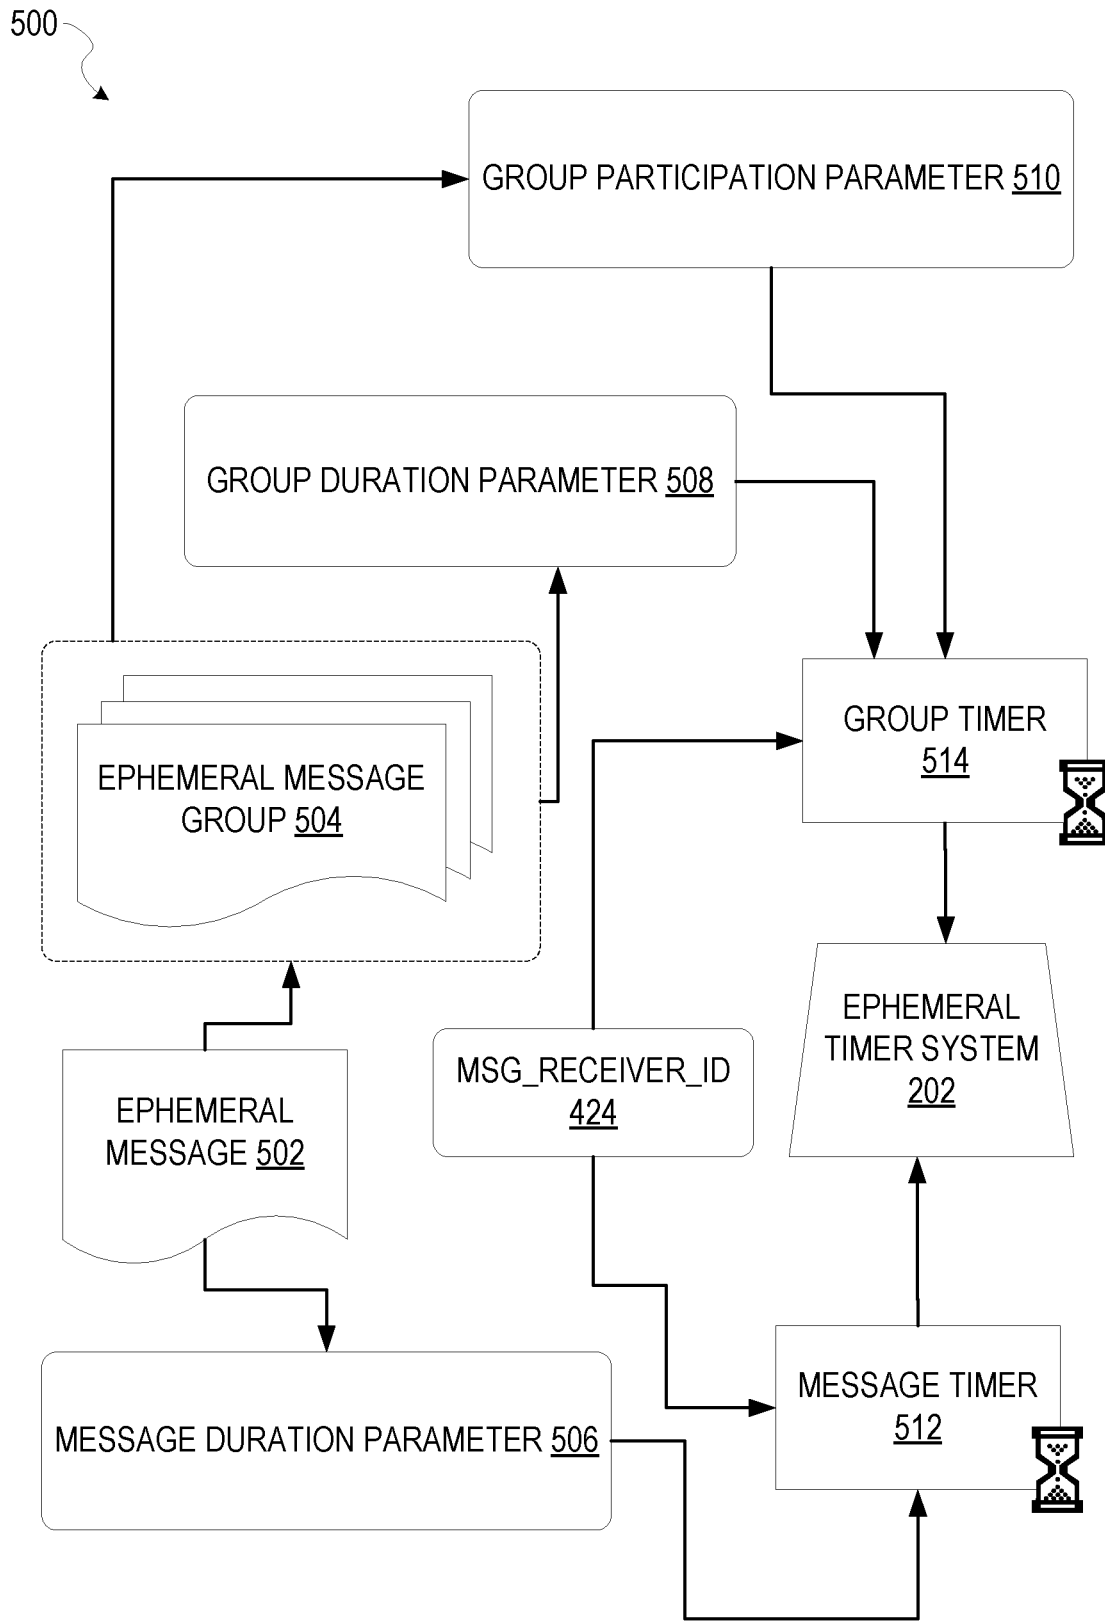 500
GROUP PARTICIPATION PARAMETER 510
GROUP DURATION PARAMETER 508
EPHEMERAL MESSAGE
GROUP 504
GROUP TIMER
514
EPHEMERAL
MESSAGE 502
MSG_RECEIVER_ID
424
EPHEMERAL
TIMER SYSTEM
202
MESSAGE DURATION PARAMETER 506
MESSAGE TIMER
512